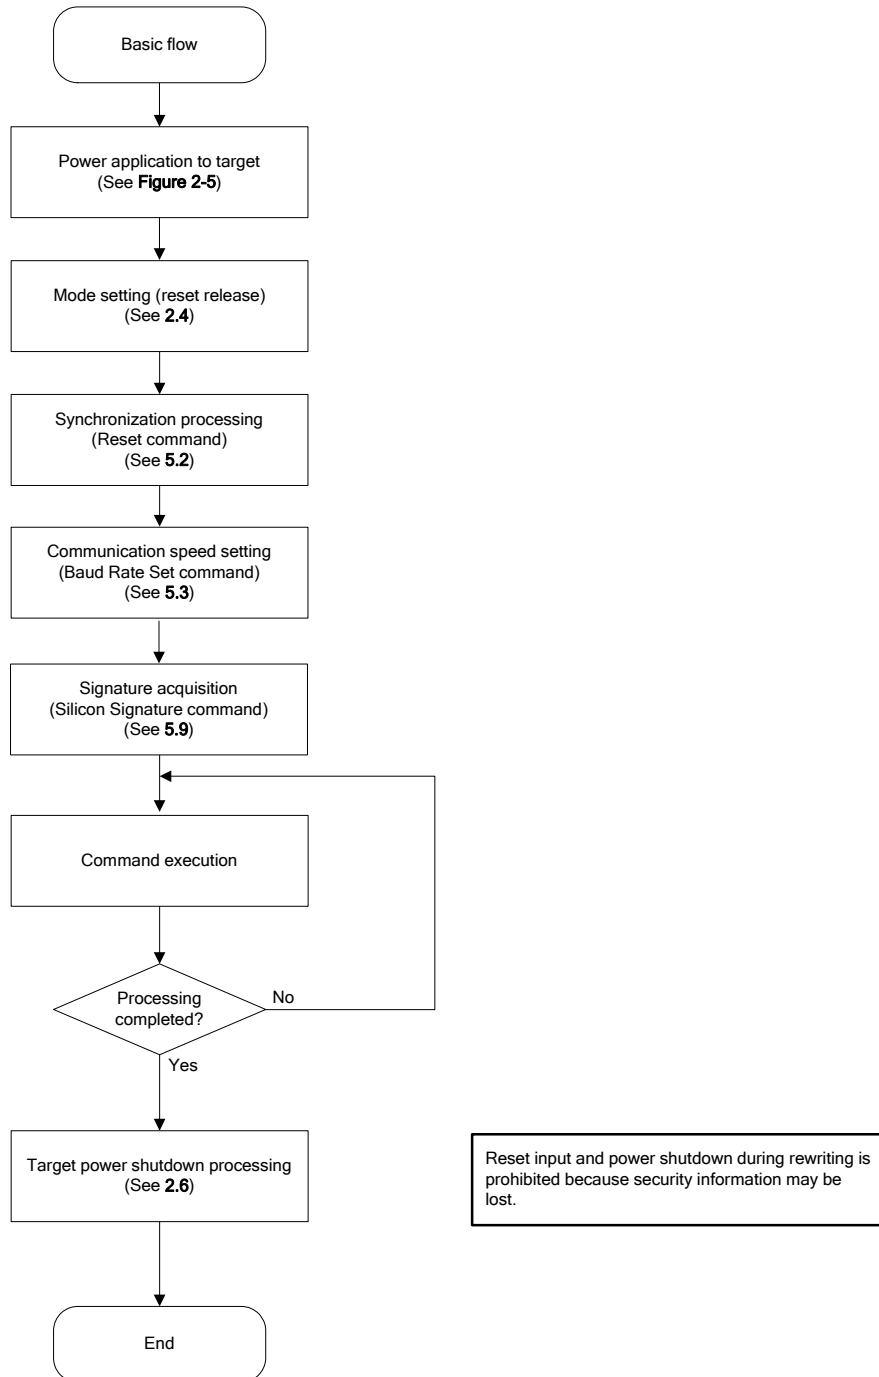 Basic flow
Power application to target
(See Figure 2-5)
Mode setting (reset release)
(See 2.4)
Synchronization processing
(Reset command)
(See 5.2)
Communication speed setting
(Baud Rate Set command)
(See 5.3)
Signature acquisition
(Silicon Signature command)
(See 5.9)
Command execution
Processing
completed?
No
Yes
Target power shutdown processing
(See 2.6)
Reset input and power shutdown during rewriting is
prohibited because security information may be
lost.
End